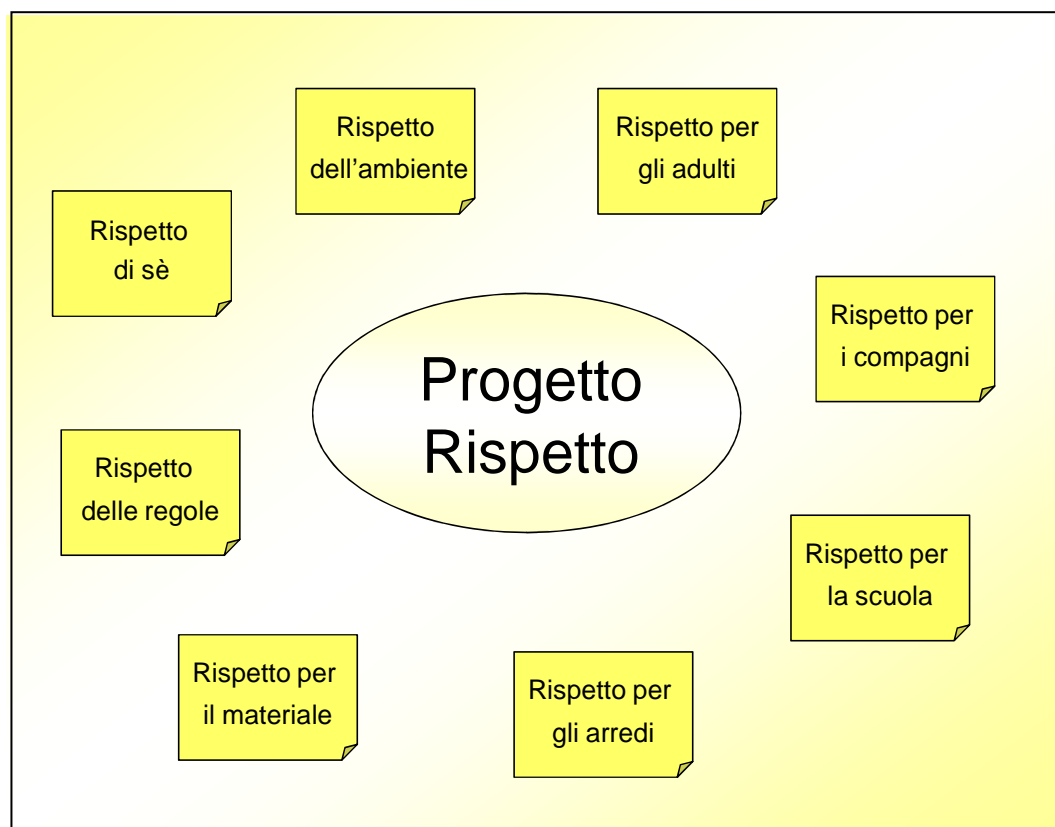 Rispetto
dell'ambiente
Rispetto per
gli adulti
Rispetto
di sè
Rispetto per
i compagni
Progetto
Rispetto
Rispetto
delle regole
Rispetto per
la scuola
Rispetto per
il materiale
Rispetto per
gli arredi